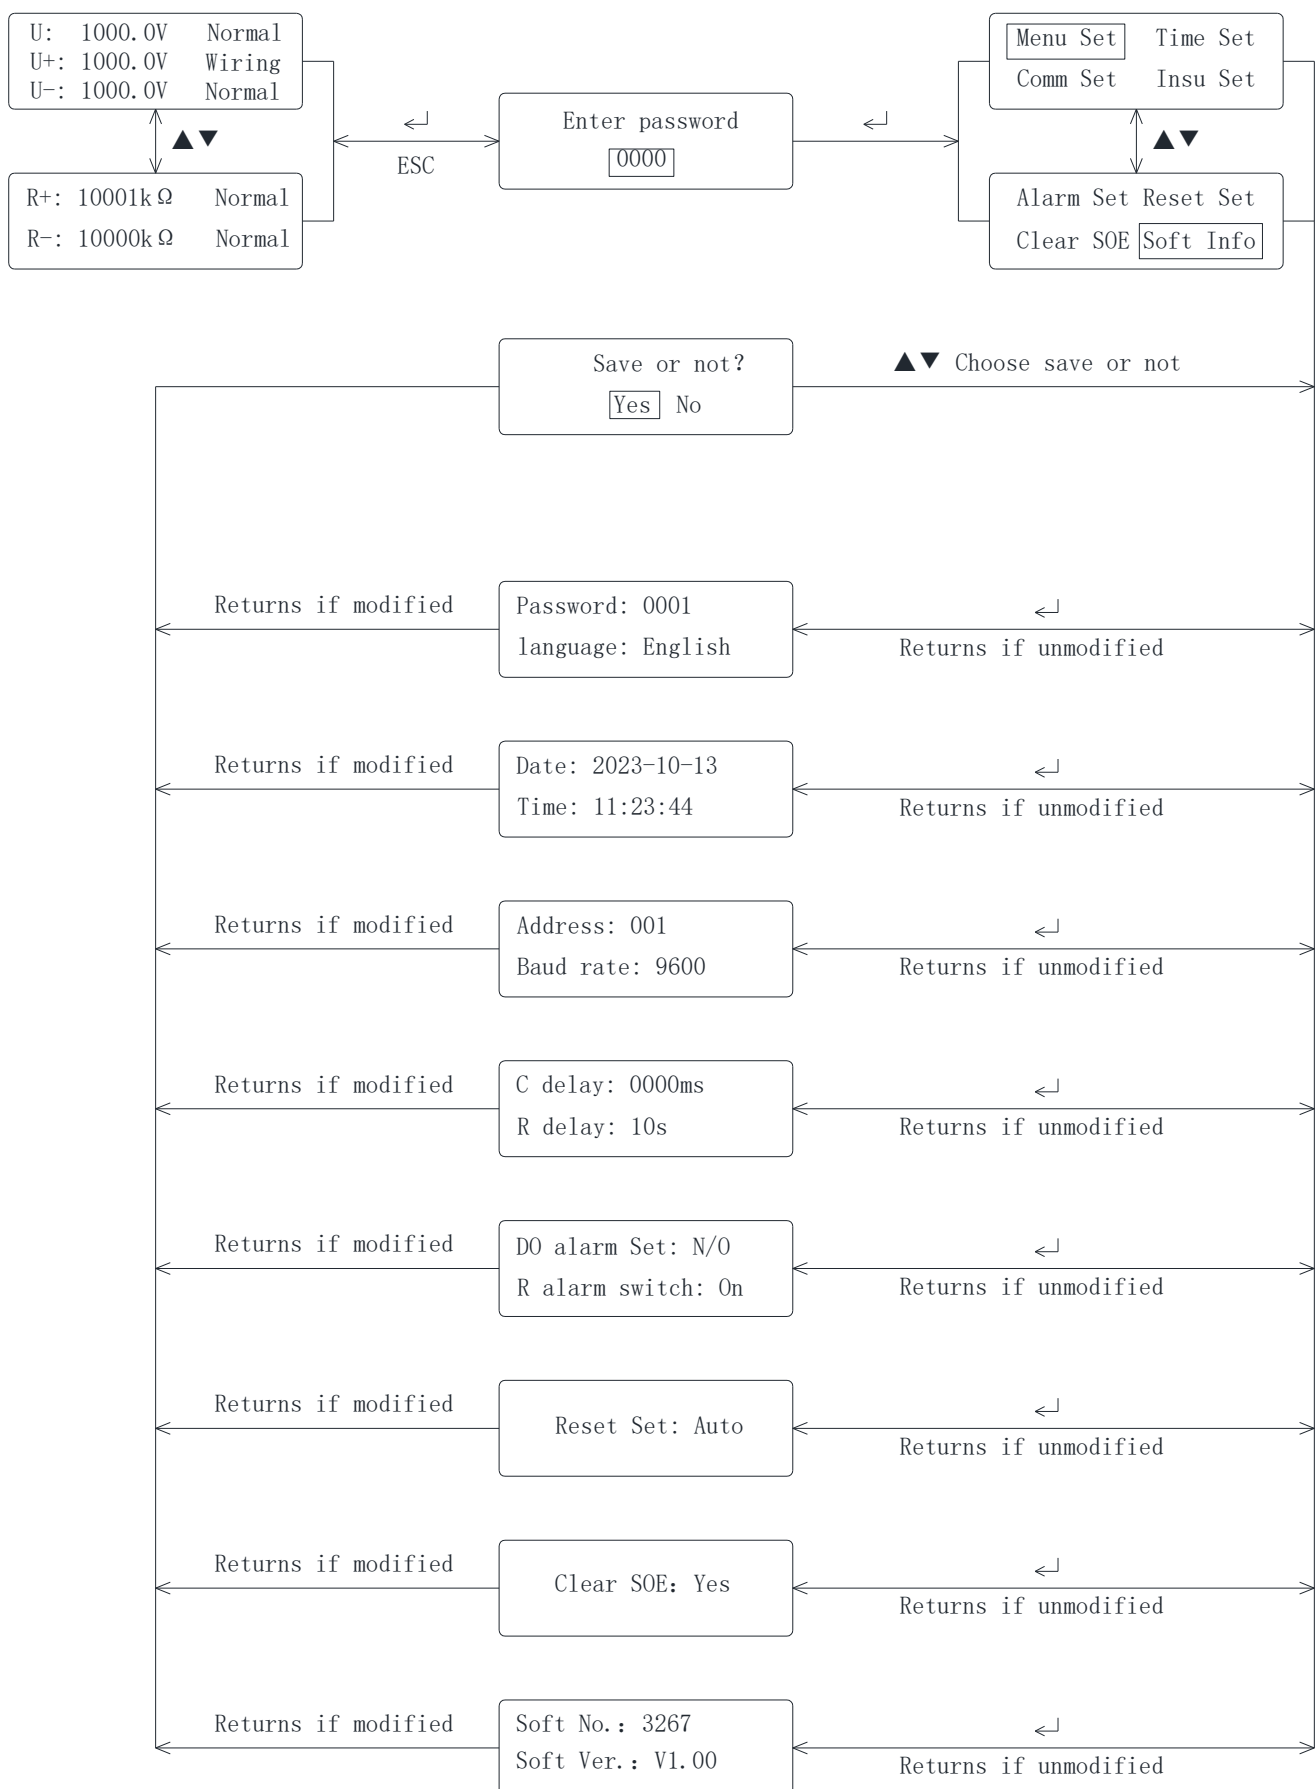 U:  1000.0V  Normal
U+: 1000.0V  Wiring
U-: 1000.0V  Normal
▲▼
R+: 10001kΩ  Normal
R-: 10000kΩ  Normal
↵
ESC
Enter password
0000
↵
Menu Set  Time Set
Comm Set  Insu Set
▲▼
Alarm Set Reset Set
Clear SOE Soft Info
Save or not?
Yes No
▲▼ Choose save or not
Returns if modified
Password: 0001
language: English
↵
Returns if unmodified
Returns if modified
Date: 2023-10-13
Time: 11:23:44
↵
Returns if unmodified
Returns if modified
Address: 001
Baud rate: 9600
↵
Returns if unmodified
Returns if modified
C delay: 0000ms
R delay: 10s
↵
Returns if unmodified
Returns if modified
DO alarm Set: N/O
R alarm switch: On
↵
Returns if unmodified
Returns if modified
Reset Set: Auto
↵
Returns if unmodified
Returns if modified
Clear SOE: Yes
↵
Returns if unmodified
Returns if modified
Soft No.: 3267
Soft Ver.: V1.00
↵
Returns if unmodified